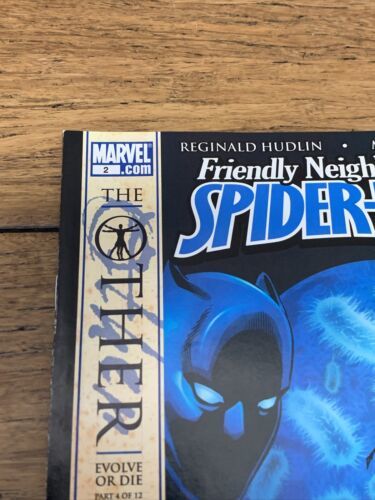 REGINALD HUDLIN •
MARVEL
2 .com
Friendly Neigh
SPIDER-
THE
OTHER
EVOLVE
OR DIE
PART 4 OF 12